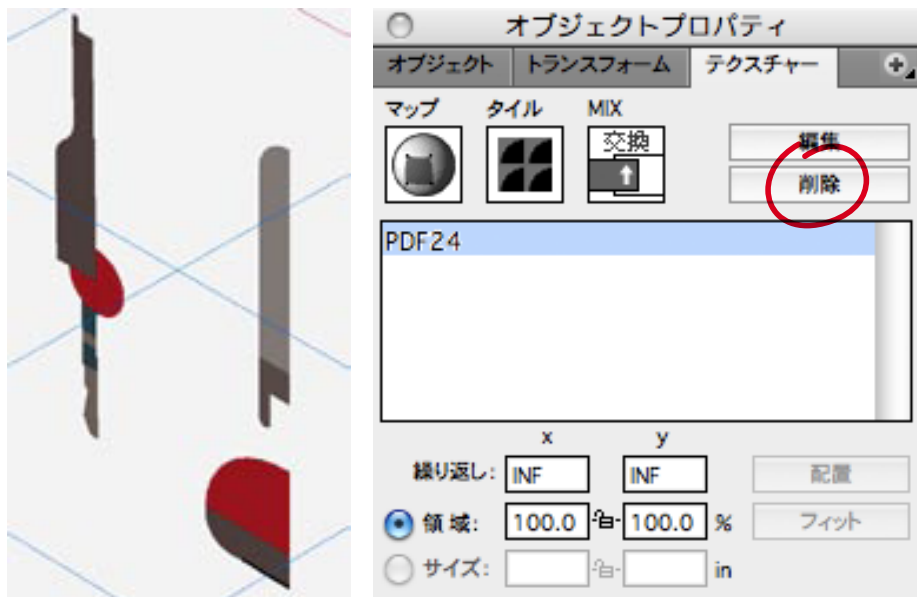 オブジェクトプロパティ
オブジェクト トランスフォーム テクスチャー
マップ タイル MIX
交換
編集
削除
PDF24
x y
繰り返し: INF INF 配置
領域: 100.0 100.0 % フィット
サイズ: in